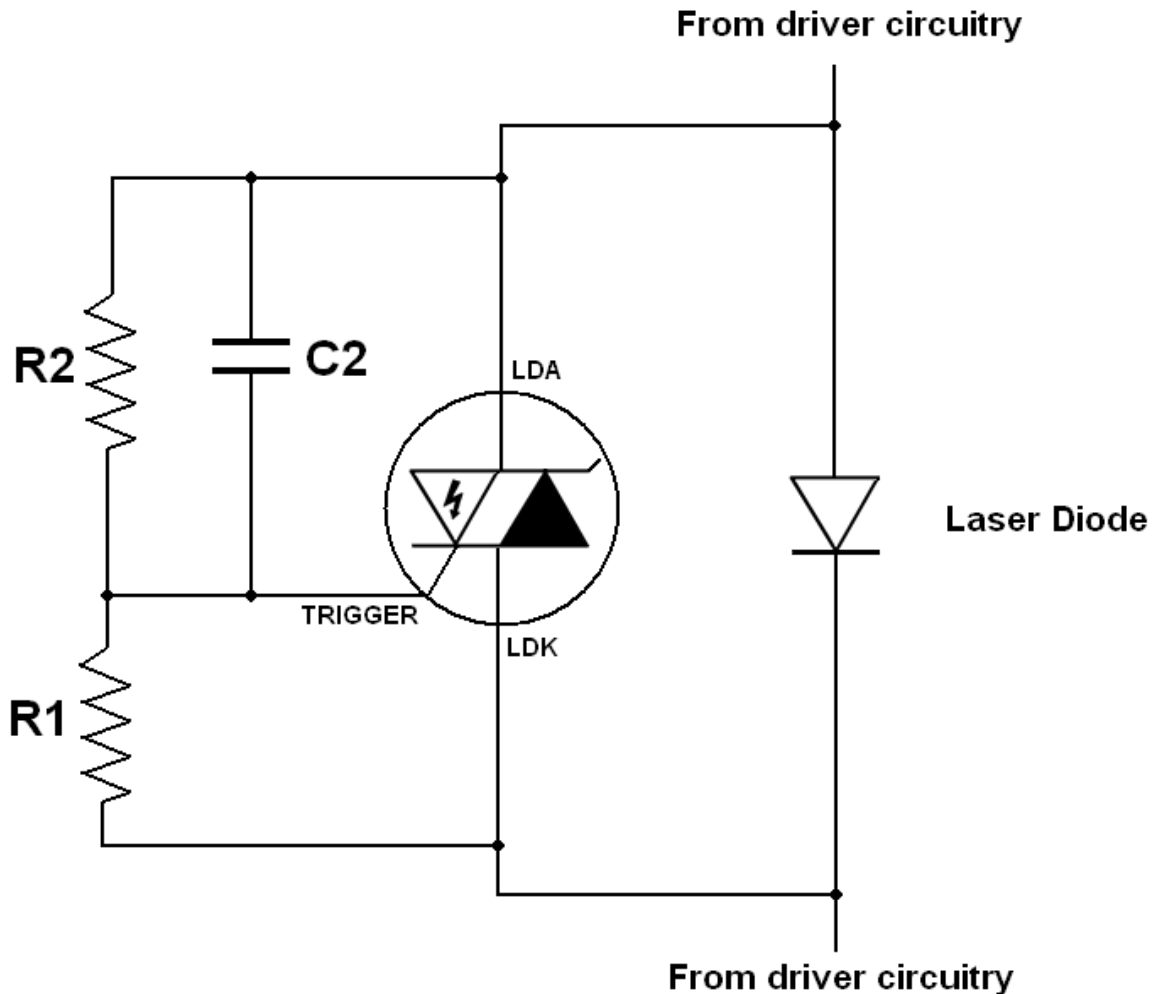 From driver circuitry
R2
C2
LDA
Laser Diode
TRIGGER
LDK
R1
From driver circuitry